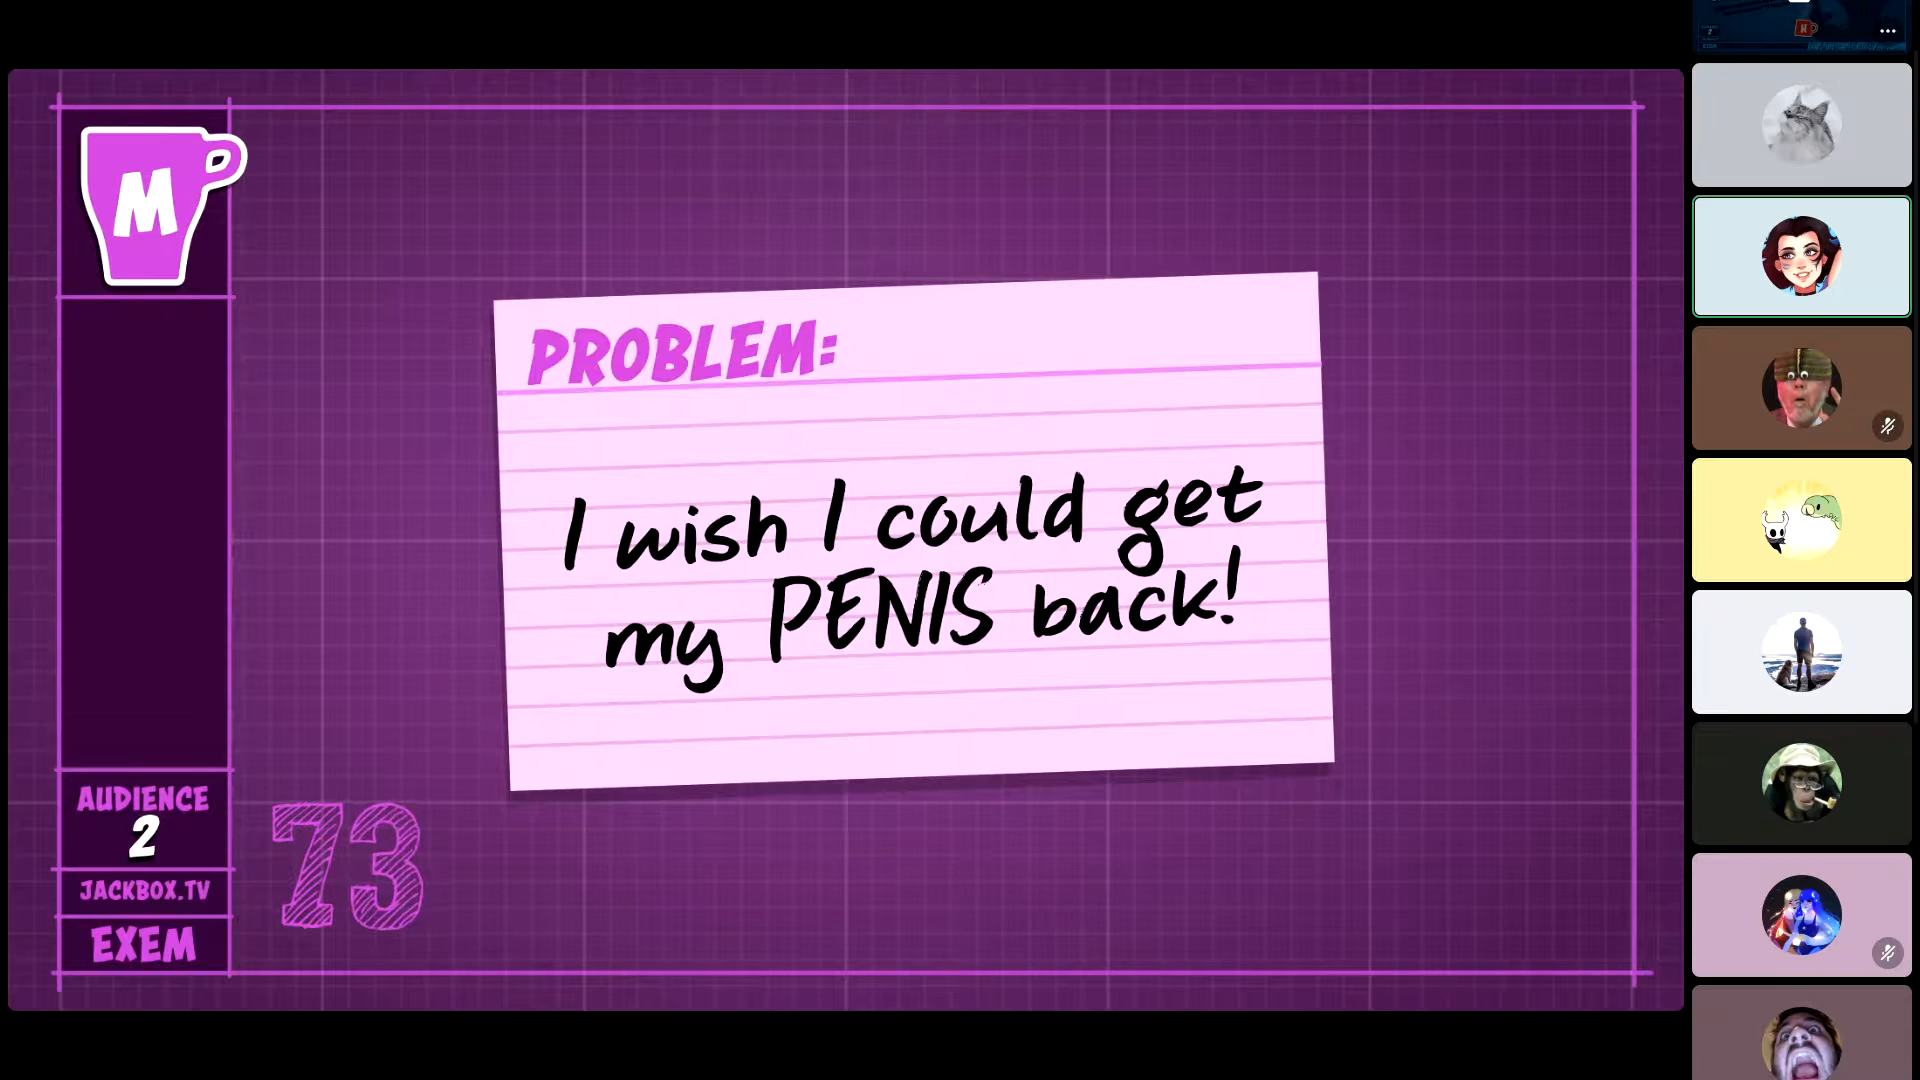 M
PROBLEM:
I wish I could get
my PENIS back!
AUDIENCE
2
JACKBOX.TV
EXEM
73